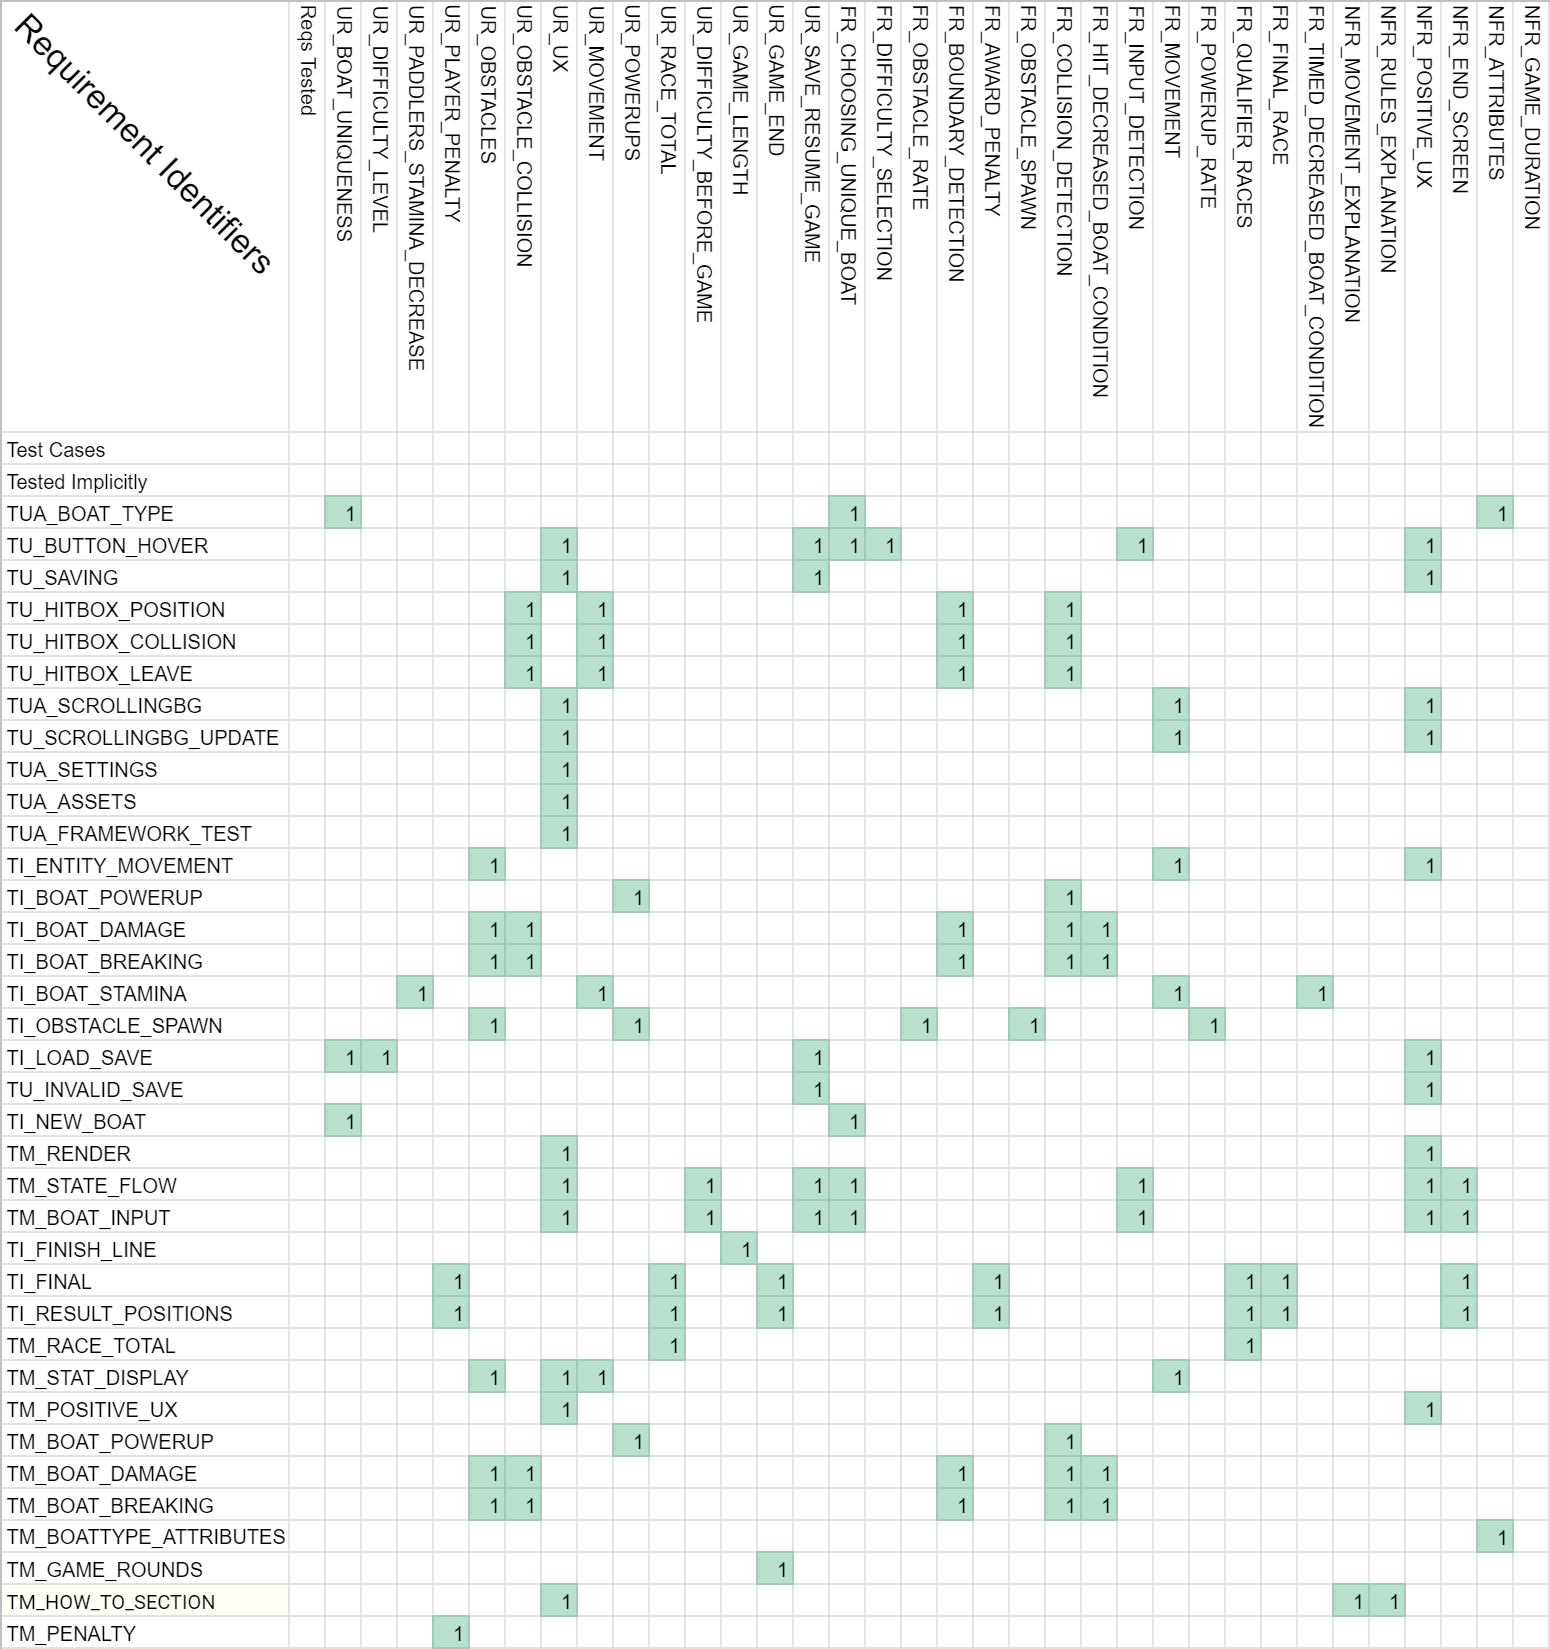 Requirement Identifiers
Reqs Tested
UR_BOAT_UNIQUENESS
UR_DIFFICULTY_LEVEL
UR_PADDLERS_STAMINA_DECREASE
UR_PLAYER_PENALTY
UR_OBSTACLES
UR_OBSTACLE_COLLISION
UR_UX
UR_MOVEMENT
UR_POWERUPS
UR_RACE_TOTAL
UR_DIFFICULTY_BEFORE_GAME
UR_GAME_LENGTH
UR_GAME_END
UR_SAVE_RESUME_GAME
FR_CHOOSING_UNIQUE_BOAT
FR_DIFFICULTY_SELECTION
FR_OBSTACLE_RATE
FR_BOUNDARY_DETECTION
FR_AWARD_PENALTY
FR_OBSTACLE_SPAWN
FR_COLLISION_DETECTION
FR_HIT_DECREASED_BOAT_CONDITION
FR_INPUT_DETECTION
FR_MOVEMENT
FR_POWERUP_RATE
FR_QUALIFIER_RACES
FR_FINAL_RACE
FR_TIMED_DECREASED_BOAT_CONDITION
NFR_MOVEMENT_EXPLANATION
NFR_RULES_EXPLANATION
NFR_POSITIVE_UX
NFR_END_SCREEN
NFR_ATTRIBUTES
NFR_GAME_DURATION
Test Cases
Tested Implicitly
TUA_BOAT_TYPE 1 1 1
TU_BUTTON_HOVER 1 1 1 1 1 1
TU_SAVING 1 1 1
TU_HITBOX_POSITION 1 1 1 1
TU_HITBOX_COLLISION 1 1 1 1
TU_HITBOX_LEAVE 1 1 1 1
TUA_SCROLLINGBG 1 1 1
TU_SCROLLINGBG_UPDATE 1 1 1
TUA_SETTINGS 1
TUA_ASSETS 1
TUA_FRAMEWORK_TEST 1
TI_ENTITY_MOVEMENT 1 1 1
TI_BOAT_POWERUP 1 1
TI_BOAT_DAMAGE 1 1 1 1 1
TI_BOAT_BREAKING 1 1 1 1 1
TI_BOAT_STAMINA 1 1 1 1
TI_OBSTACLE_SPAWN 1 1 1 1 1
TI_LOAD_SAVE 1 1 1 1
TU_INVALID_SAVE 1 1
TI_NEW_BOAT 1 1
TM_RENDER 1 1
TM_STATE_FLOW 1 1 1 1 1 1 1
TM_BOAT_INPUT 1 1 1 1 1 1 1
TI_FINISH_LINE 1
TI_FINAL 1 1 1 1 1 1 1
TI_RESULT_POSITIONS 1 1 1 1 1 1 1
TM_RACE_TOTAL 1 1
TM_STAT_DISPLAY 1 1 1 1
TM_POSITIVE_UX 1 1
TM_BOAT_POWERUP 1 1
TM_BOAT_DAMAGE 1 1 1 1 1
TM_BOAT_BREAKING 1 1 1 1 1
TM_BOATTYPE_ATTRIBUTES 1
TM_GAME_ROUNDS 1
TM_HOW_TO_SECTION 1 1 1
TM_PENALTY 1